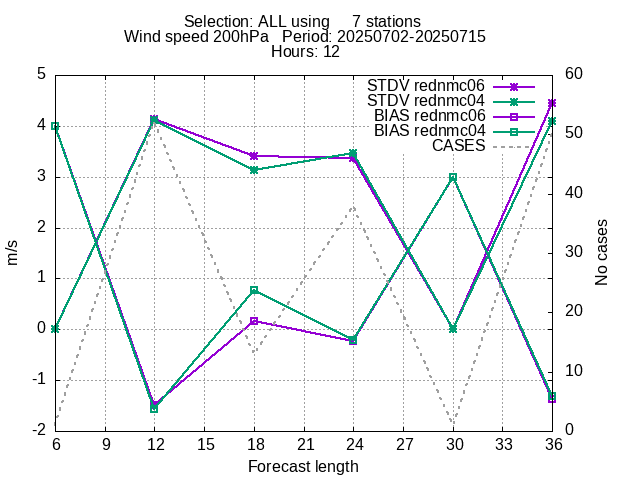 Selection: ALL using     7 stations
Wind speed 200hPa   Period: 20250702-20250715
Hours: 12
STDV rednmc06
STDV rednmc04
BIAS rednmc06
BIAS rednmc04
CASES
5
4
3
2
1
0
-1
-2
m/s
60
50
40
30
20
10
0
No cases
6 9 12 15 18 21 24 27 30 33 36
Forecast length